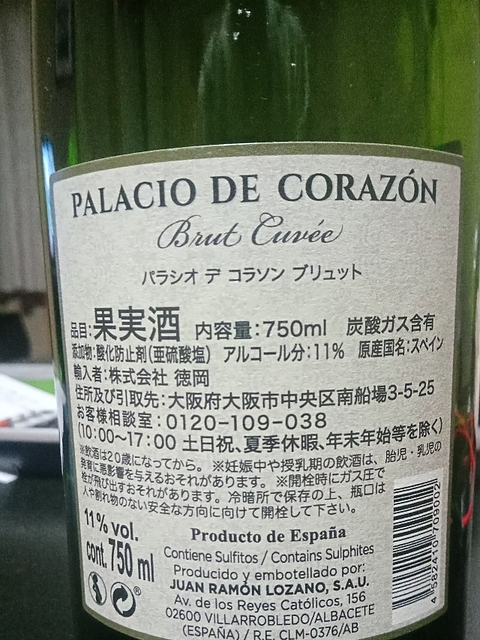 PALACIO DE CORAZÓN
Brut Cuvée
パラシオ デ コラソン ブリュット
品目:果実酒 内容量:750ml 炭酸ガス含有
添加物:酸化防止剤(亜硫酸塩) アルコール分:11% 原産国名:スペイン
輸入者:株式会社 徳岡
住所及び引取先:大阪府大阪市中央区南船場3-5-25
お客様相談室:0120-109-038
(10:00~17:00 土日祝、夏季休暇、年末年始等を除く)
※飲酒は20歳になってから。※妊娠中や授乳期の飲酒は、胎児・乳児の
発育に悪影響を与えるおそれがあります。※開栓時にガス圧で
栓が飛び出すおそれがあります。冷暗所で保存の上、瓶口は
人や割れ物のない安全な方向に向けて開栓して下さい。
11% vol.
cont. 750 ml
Producto de España
Contiene Sulfitos / Contains Sulphites
Producido y embotellado por:
JUAN RAMÓN LOZANO, S.A.U.
Av. de los Reyes Católicos, 156
02600 VILLARROBLEDO/ALBACETE
(ESPAÑA) / R.E. CLM-0376/AB
4582410709002